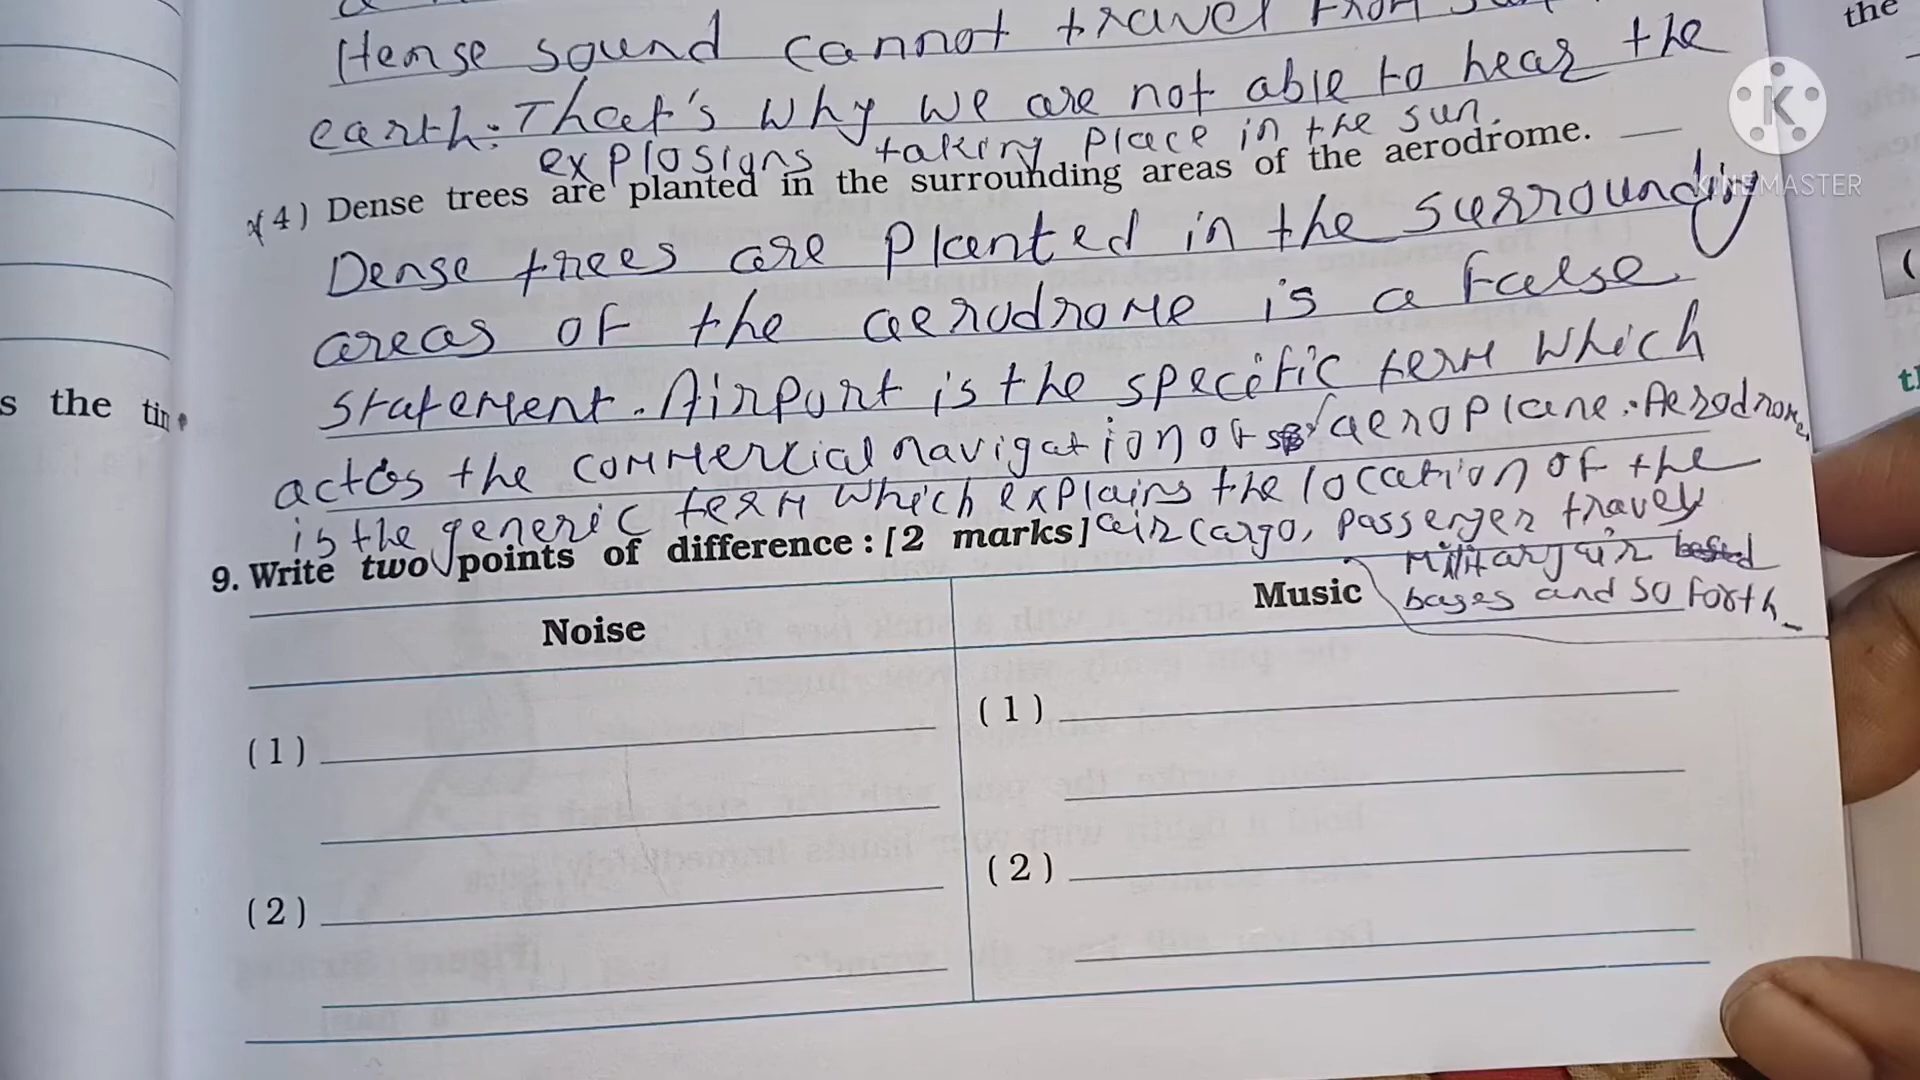 Hense sound cannot travel from
the
earth. That's why we are not able to hear the
explosigns taking place in the sun.
(4) Dense trees are planted in the surrounding areas of the aerodrome.
KINEMASTER
Dense trees are planted in the surrounding
areas of the aerodrome is a false
statement. Airport is the specific term which
s the
actos the commercial navigation of aeroplane. Aerodrome
is the generic term which explains the location of the
air cargo, passenger travel
9. Write two points of difference : [2 marks]
military air
bases and so forth
Noise
Music
(1)
(1)
(2)
(2)